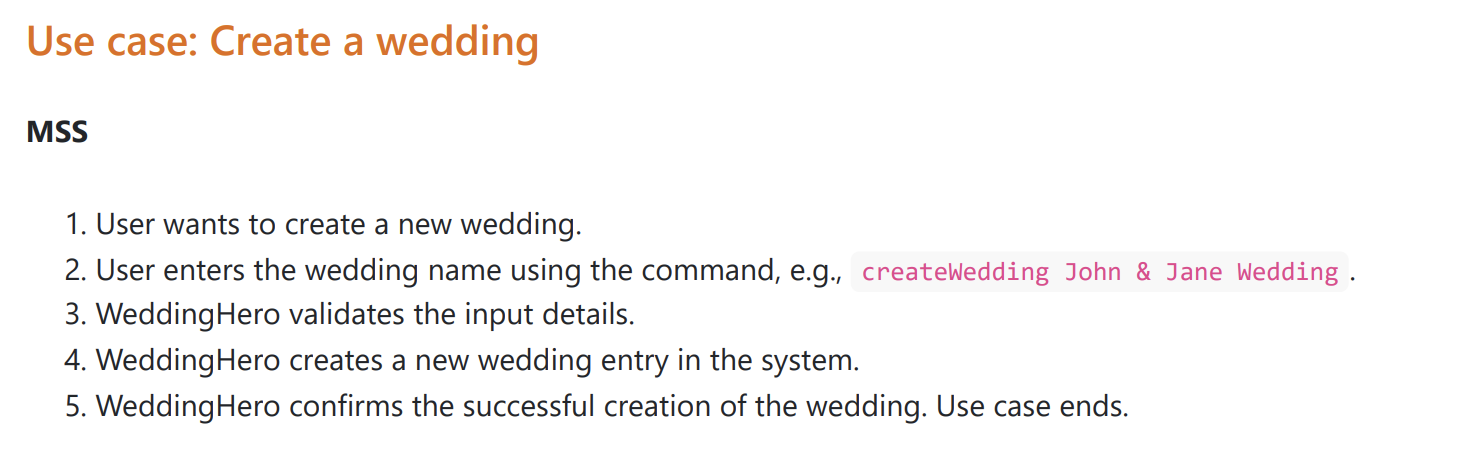 Use case: Create a wedding
MSS
1. User wants to create a new wedding.
2. User enters the wedding name using the command, e.g., createWedding John & Jane Wedding.
3. WeddingHero validates the input details.
4. WeddingHero creates a new wedding entry in the system.
5. WeddingHero confirms the successful creation of the wedding. Use case ends.